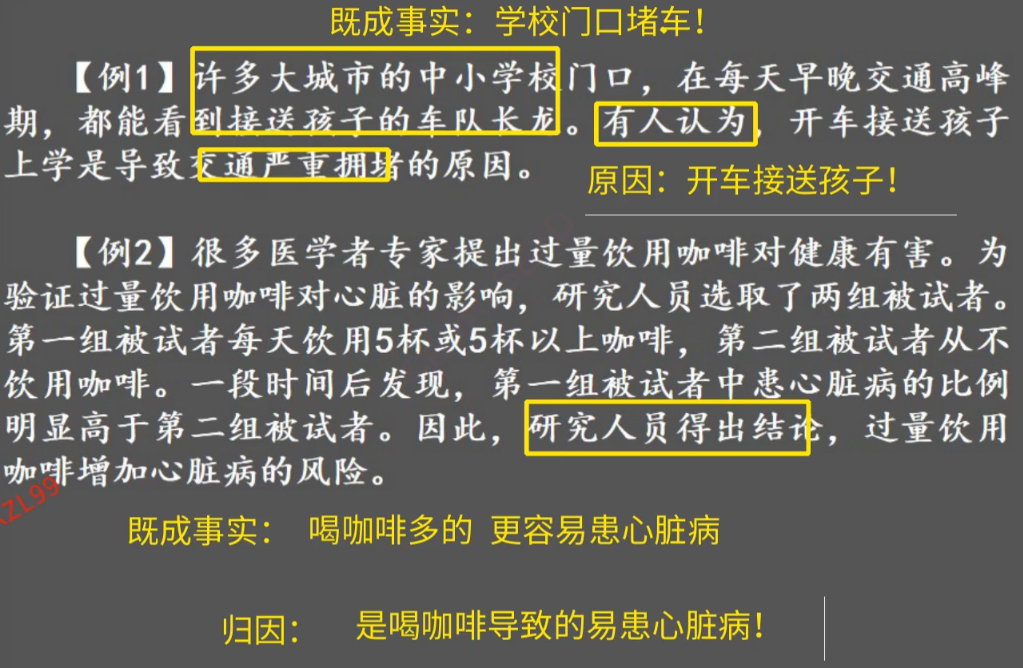 既成事实：学校门口堵车！
【例1】许多大城市的中小学校门口，在每天早晚交通高峰
期，都能看到接送孩子的车队长龙。有人认为，开车接送孩子
上学是导致交通严重拥堵的原因。
原因：开车接送孩子！
【例2】很多医学者专家提出过量饮用咖啡对健康有害。为
验证过量饮用咖啡对心脏的影响，研究人员选取了两组被试者。
第一组被试者每天饮用5杯或5杯以上咖啡，第二组被试者从不
饮用咖啡。一段时间后发现，第一组被试者中患心脏病的比例
明显高于第二组被试者。因此，研究人员得出结论，过量饮用
咖啡增加心脏病的风险。
既成事实： 喝咖啡多的 更容易患心脏病
归因： 是喝咖啡导致的易患心脏病！